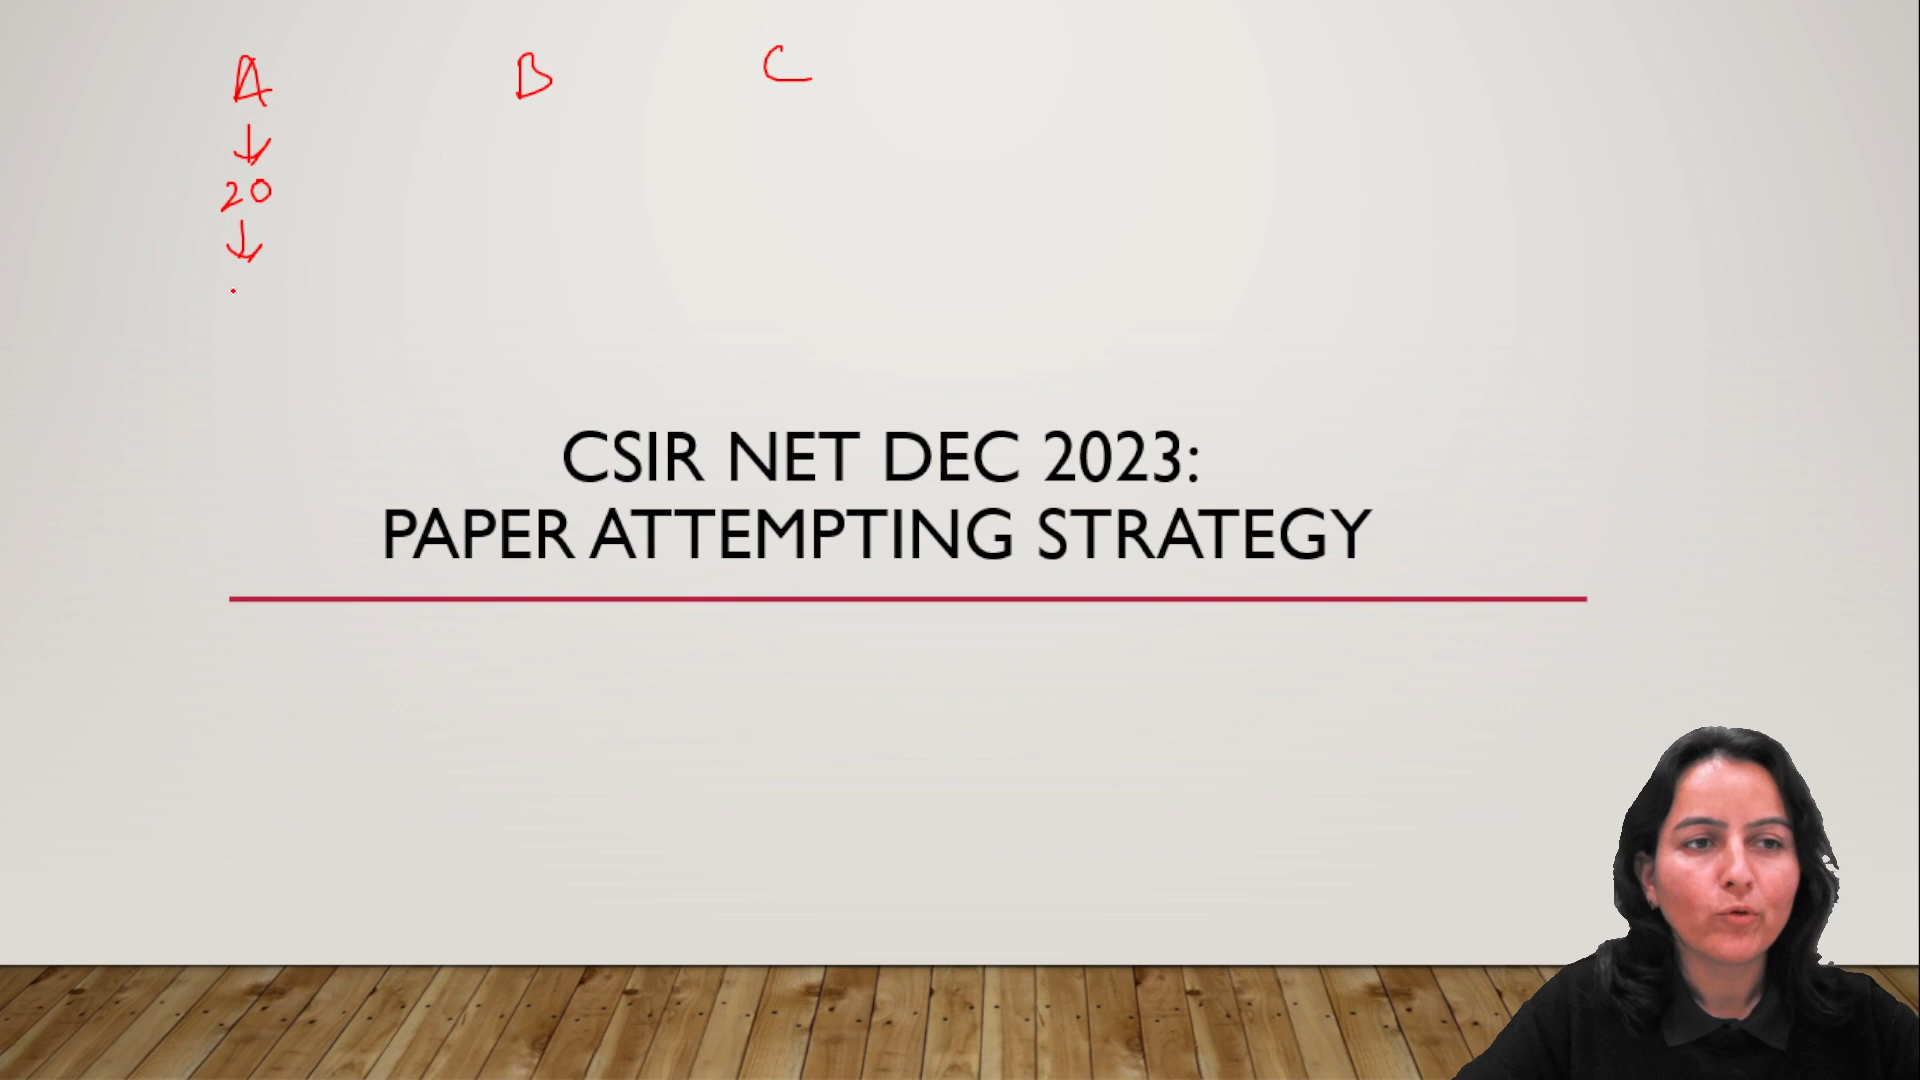 A B C
↓
20
↓
CSIR NET DEC 2023:
PAPER ATTEMPTING STRATEGY